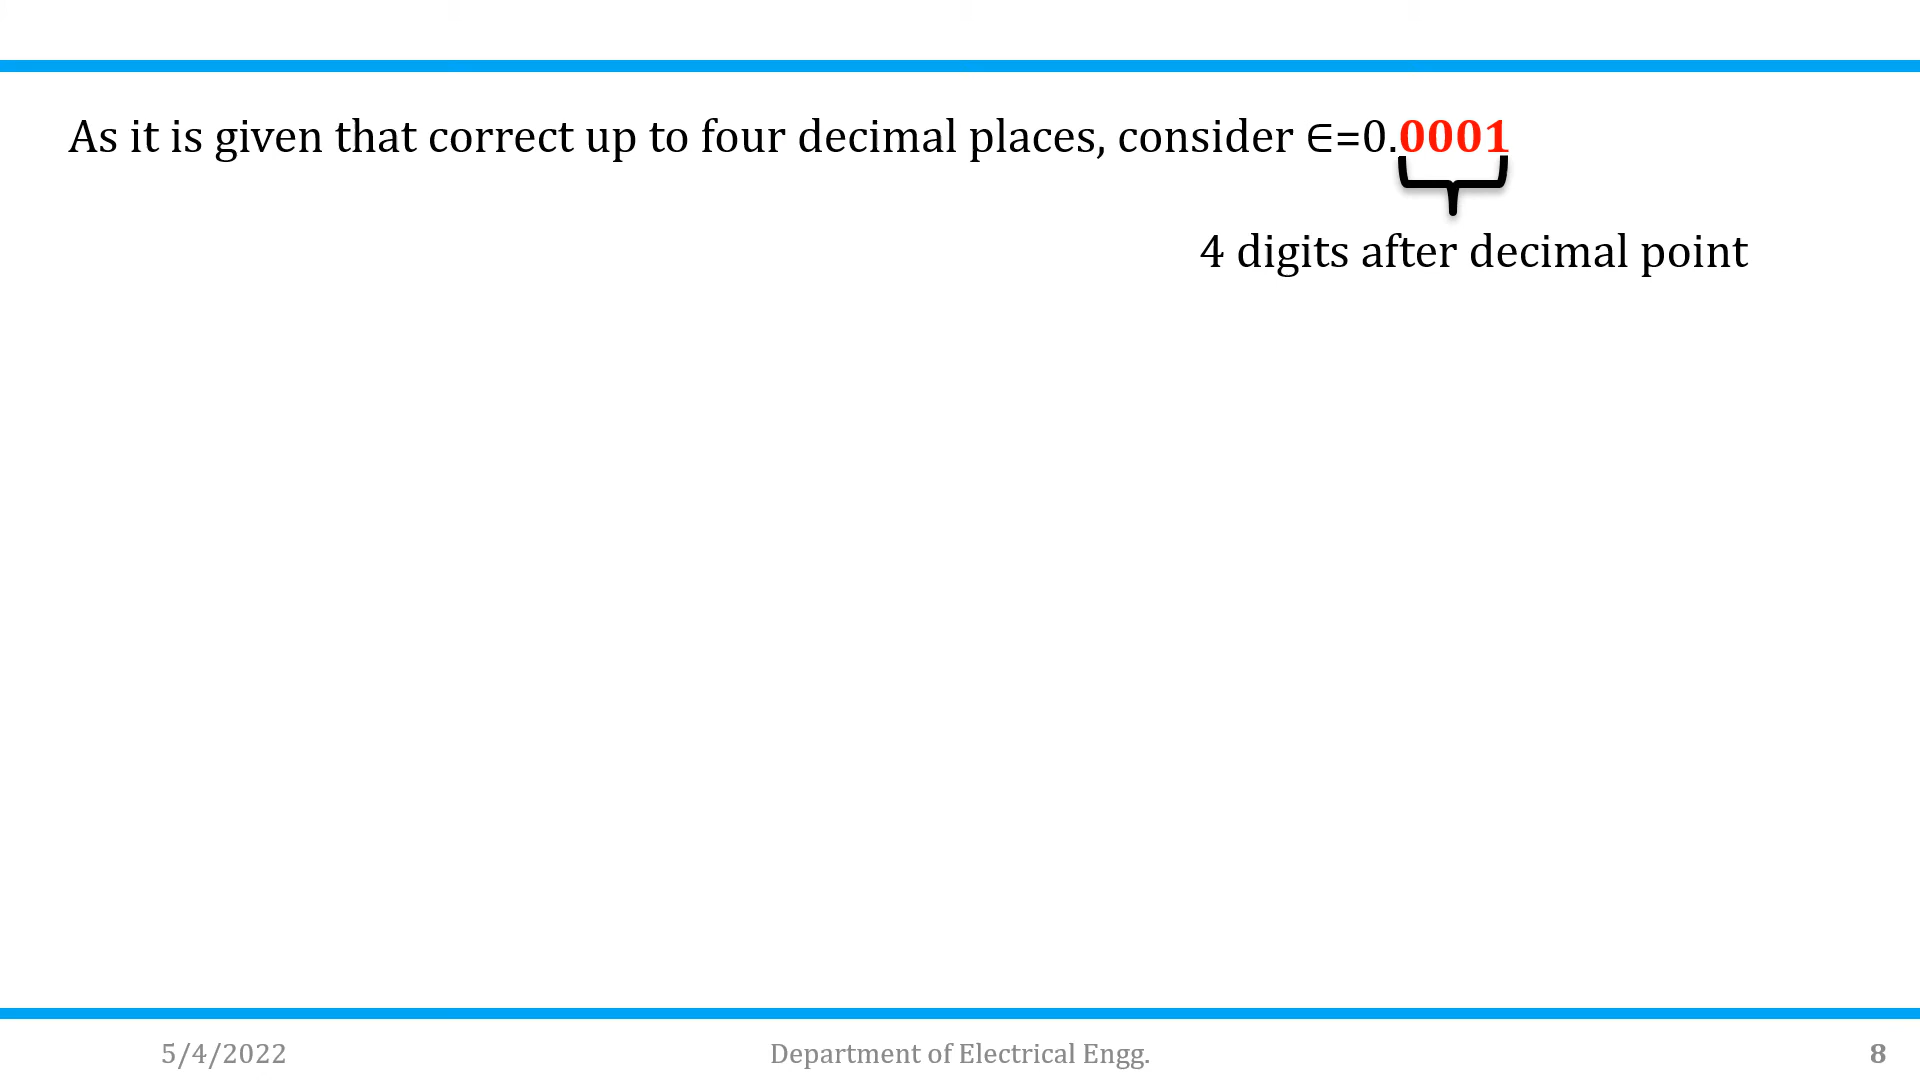 As it is given that correct up to four decimal places, consider ∈=0.0001
4 digits after decimal point
5/4/2022
Department of Electrical Engg.
8